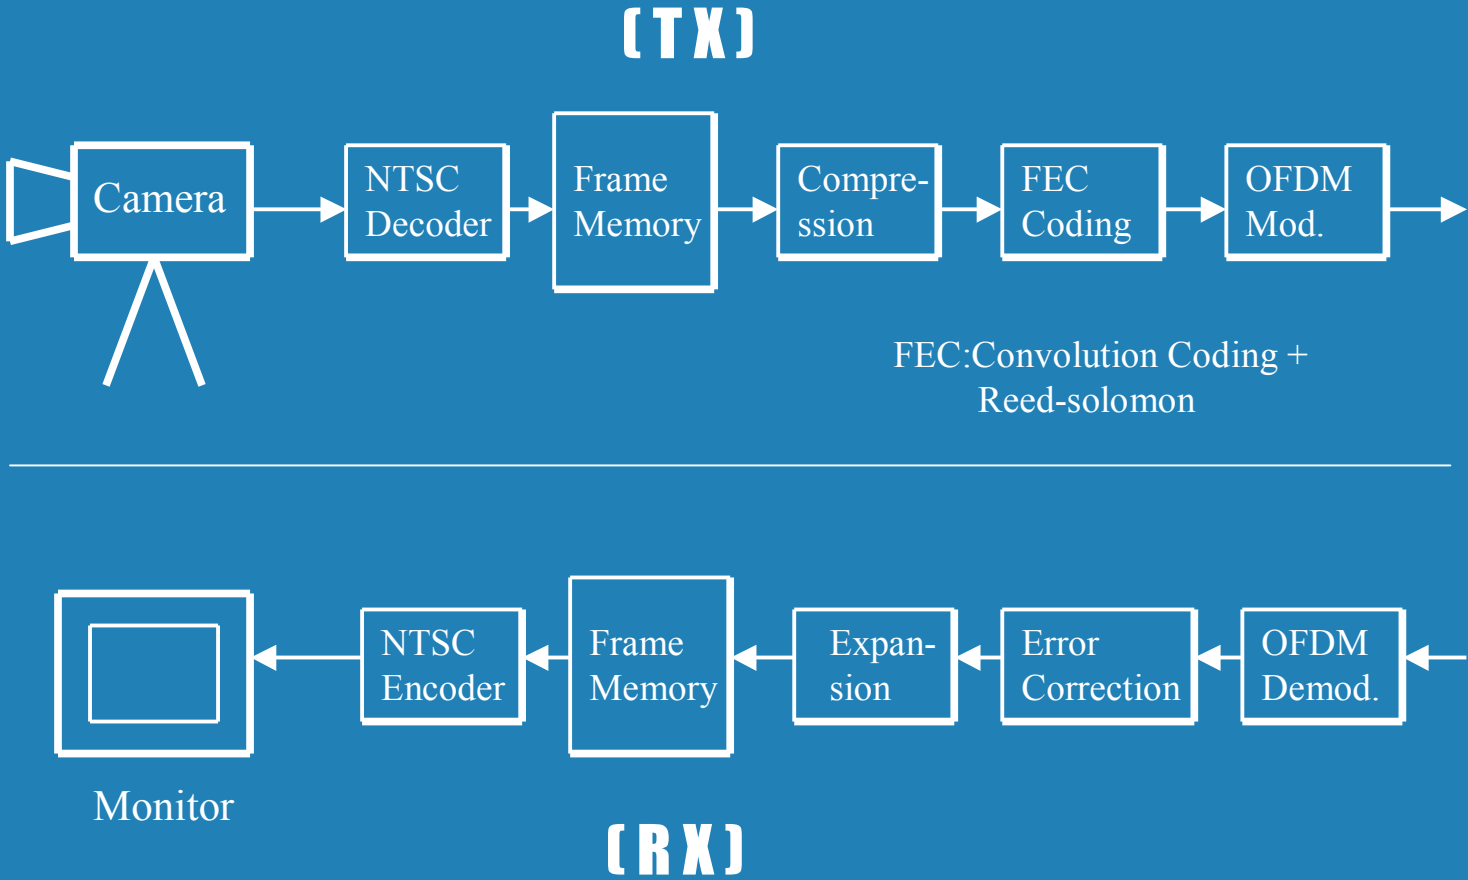 (TX)
Camera
NTSC
Decoder
Frame
Memory
Compre-
ssion
FEC
Coding
OFDM
Mod.
FEC:Convolution Coding +
Reed-solomon
NTSC
Encoder
Frame
Memory
Expan-
sion
Error
Correction
OFDM
Demod.
Monitor
(RX)